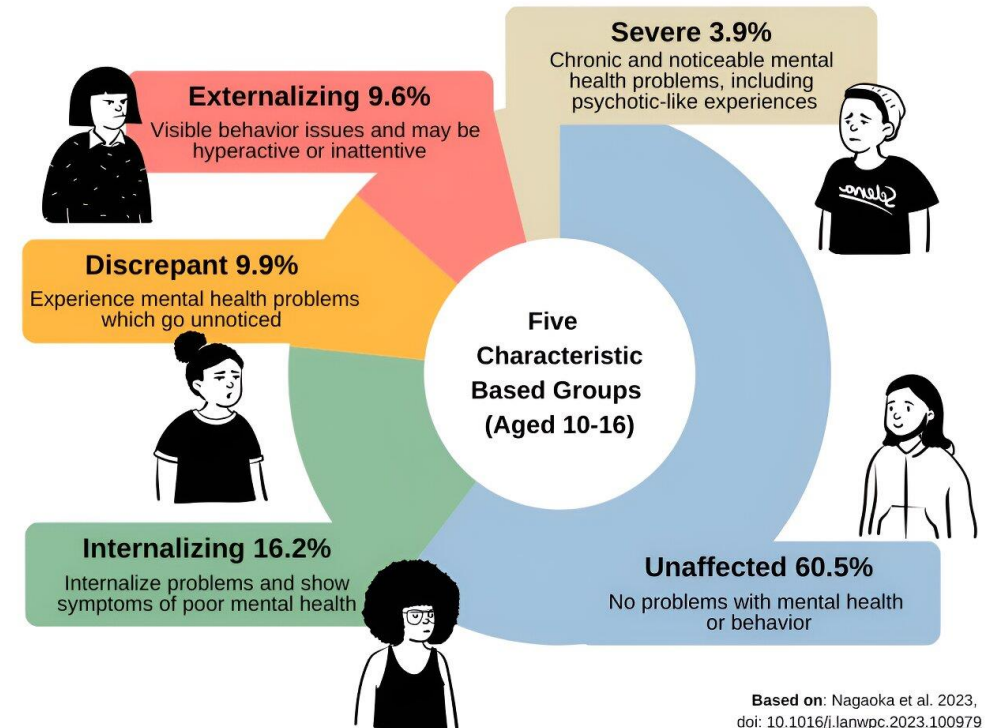 Severe 3.9%
Chronic and noticeable mental
health problems, including
psychotic-like experiences
Externalizing 9.6%
Visible behavior issues and may be
hyperactive or inattentive
Selena
Discrepant 9.9%
Experience mental health problems
which go unnoticed
Five
Characteristic
Based Groups
(Aged 10-16)
Internalizing 16.2%
Internalize problems and show
symptoms of poor mental health
Unaffected 60.5%
No problems with mental health
or behavior
Based on: Nagaoka et al. 2023,
doi: 10.1016/j.lanwpc.2023.100979